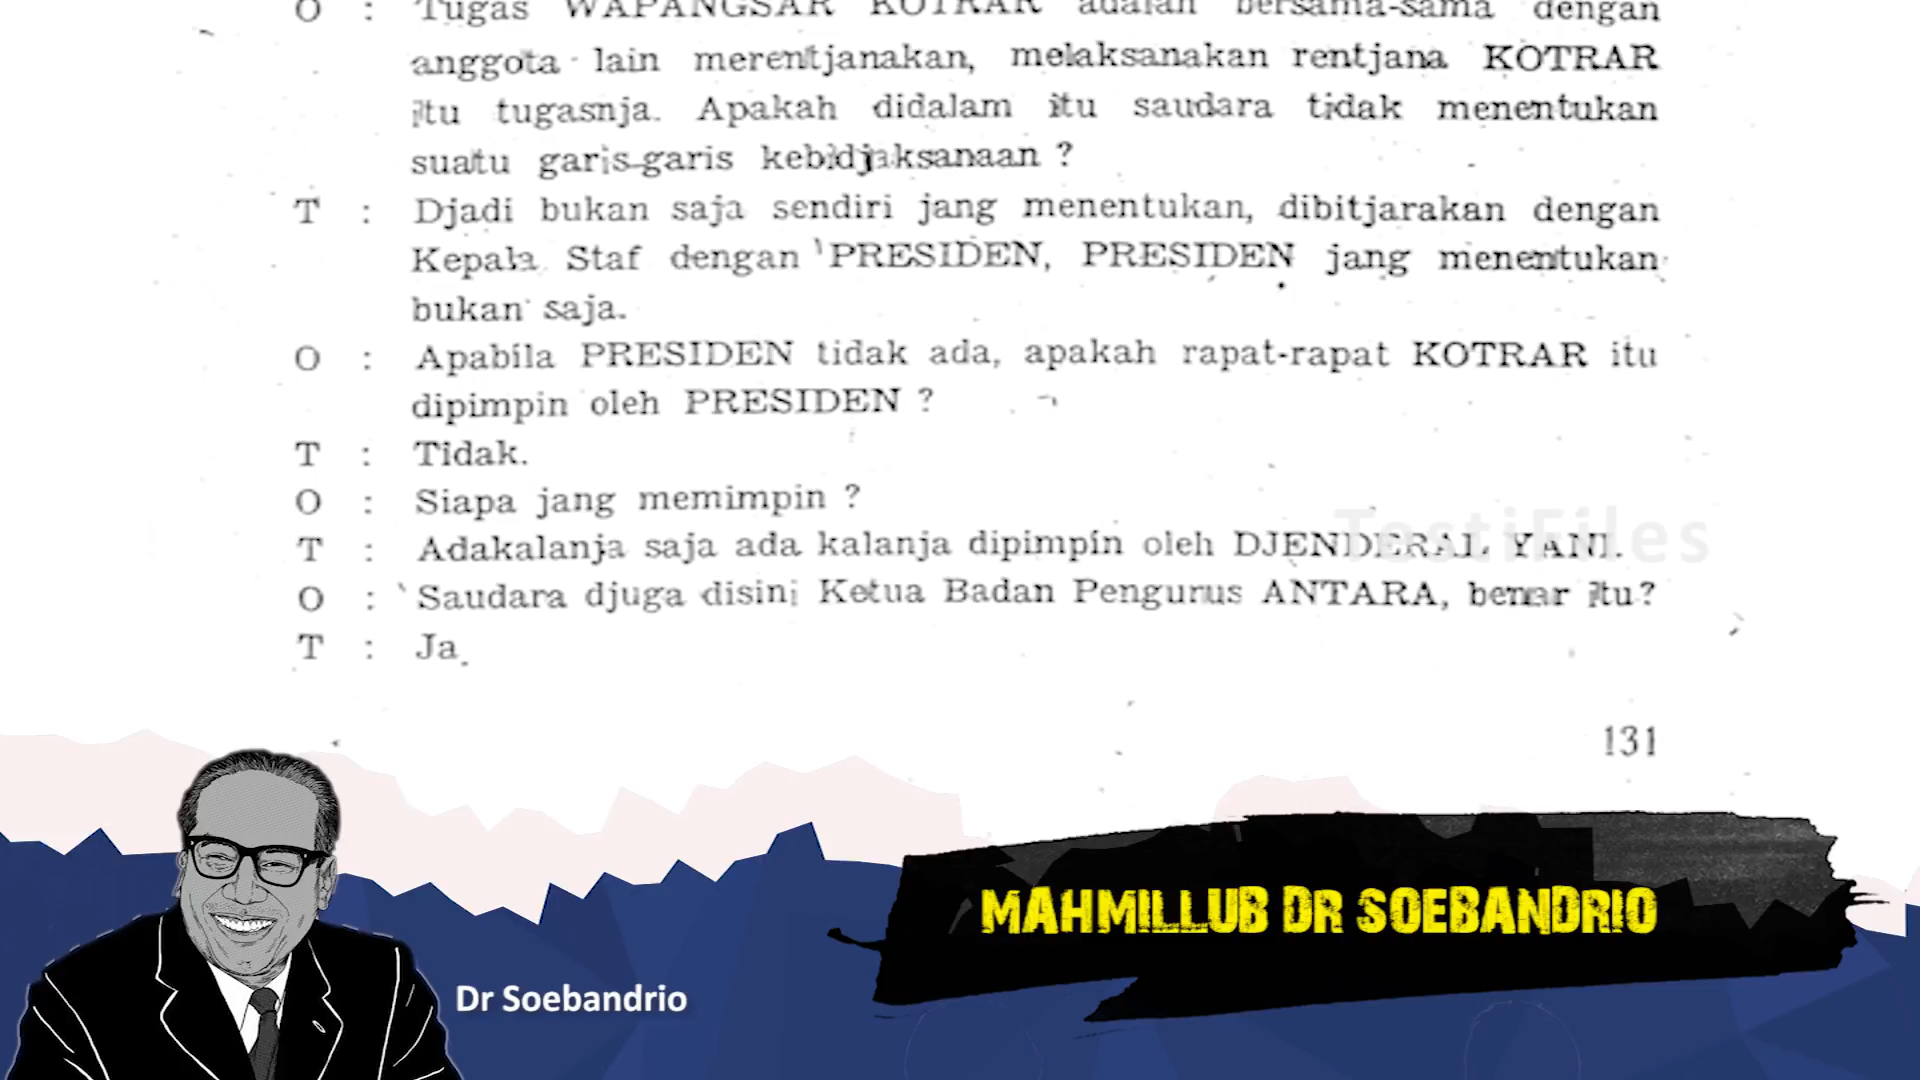 O : Tugas WAPANGSAR KOTRAR adalah bersama-sama dengan
anggota lain merentjanakan, melaksanakan rentjana KOTRAR
itu tugasnja. Apakah didalam itu saudara tidak menentukan
suatu garis-garis kebidjaksanaan ?
T : Djadi bukan saja sendiri jang menentukan, dibitjarakan dengan
Kepala Staf dengan PRESIDEN, PRESIDEN jang menentukan
bukan saja.
O : Apabila PRESIDEN tidak ada, apakah rapat-rapat KOTRAR itu
dipimpin oleh PRESIDEN ?
T : Tidak.
O : Siapa jang memimpin ?
T : Adakalanja saja ada kalanja dipimpin oleh DJENDERAL YANI.
TestiFiles
O : Saudara djuga disini Ketua Badan Pengurus ANTARA, benar itu?
T : Ja.
131
MAHMILLUB DR SOEBANDRIO
Dr Soebandrio